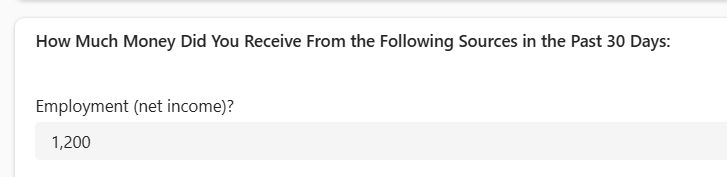 How Much Money Did You Receive From the Following Sources in the Past 30 Days:
Employment (net income)?
1,200